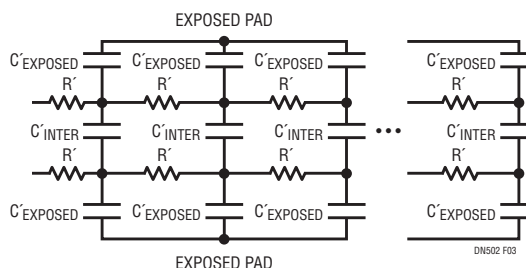 EXPOSED PAD
C´EXPOSED C´EXPOSED C´EXPOSED C´EXPOSED
R´ R´ R´ R´
C´INTER C´INTER C´INTER C´INTER
•••
R´ R´ R´ R´
C´EXPOSED C´EXPOSED C´EXPOSED C´EXPOSED
DN502 F03
EXPOSED PAD